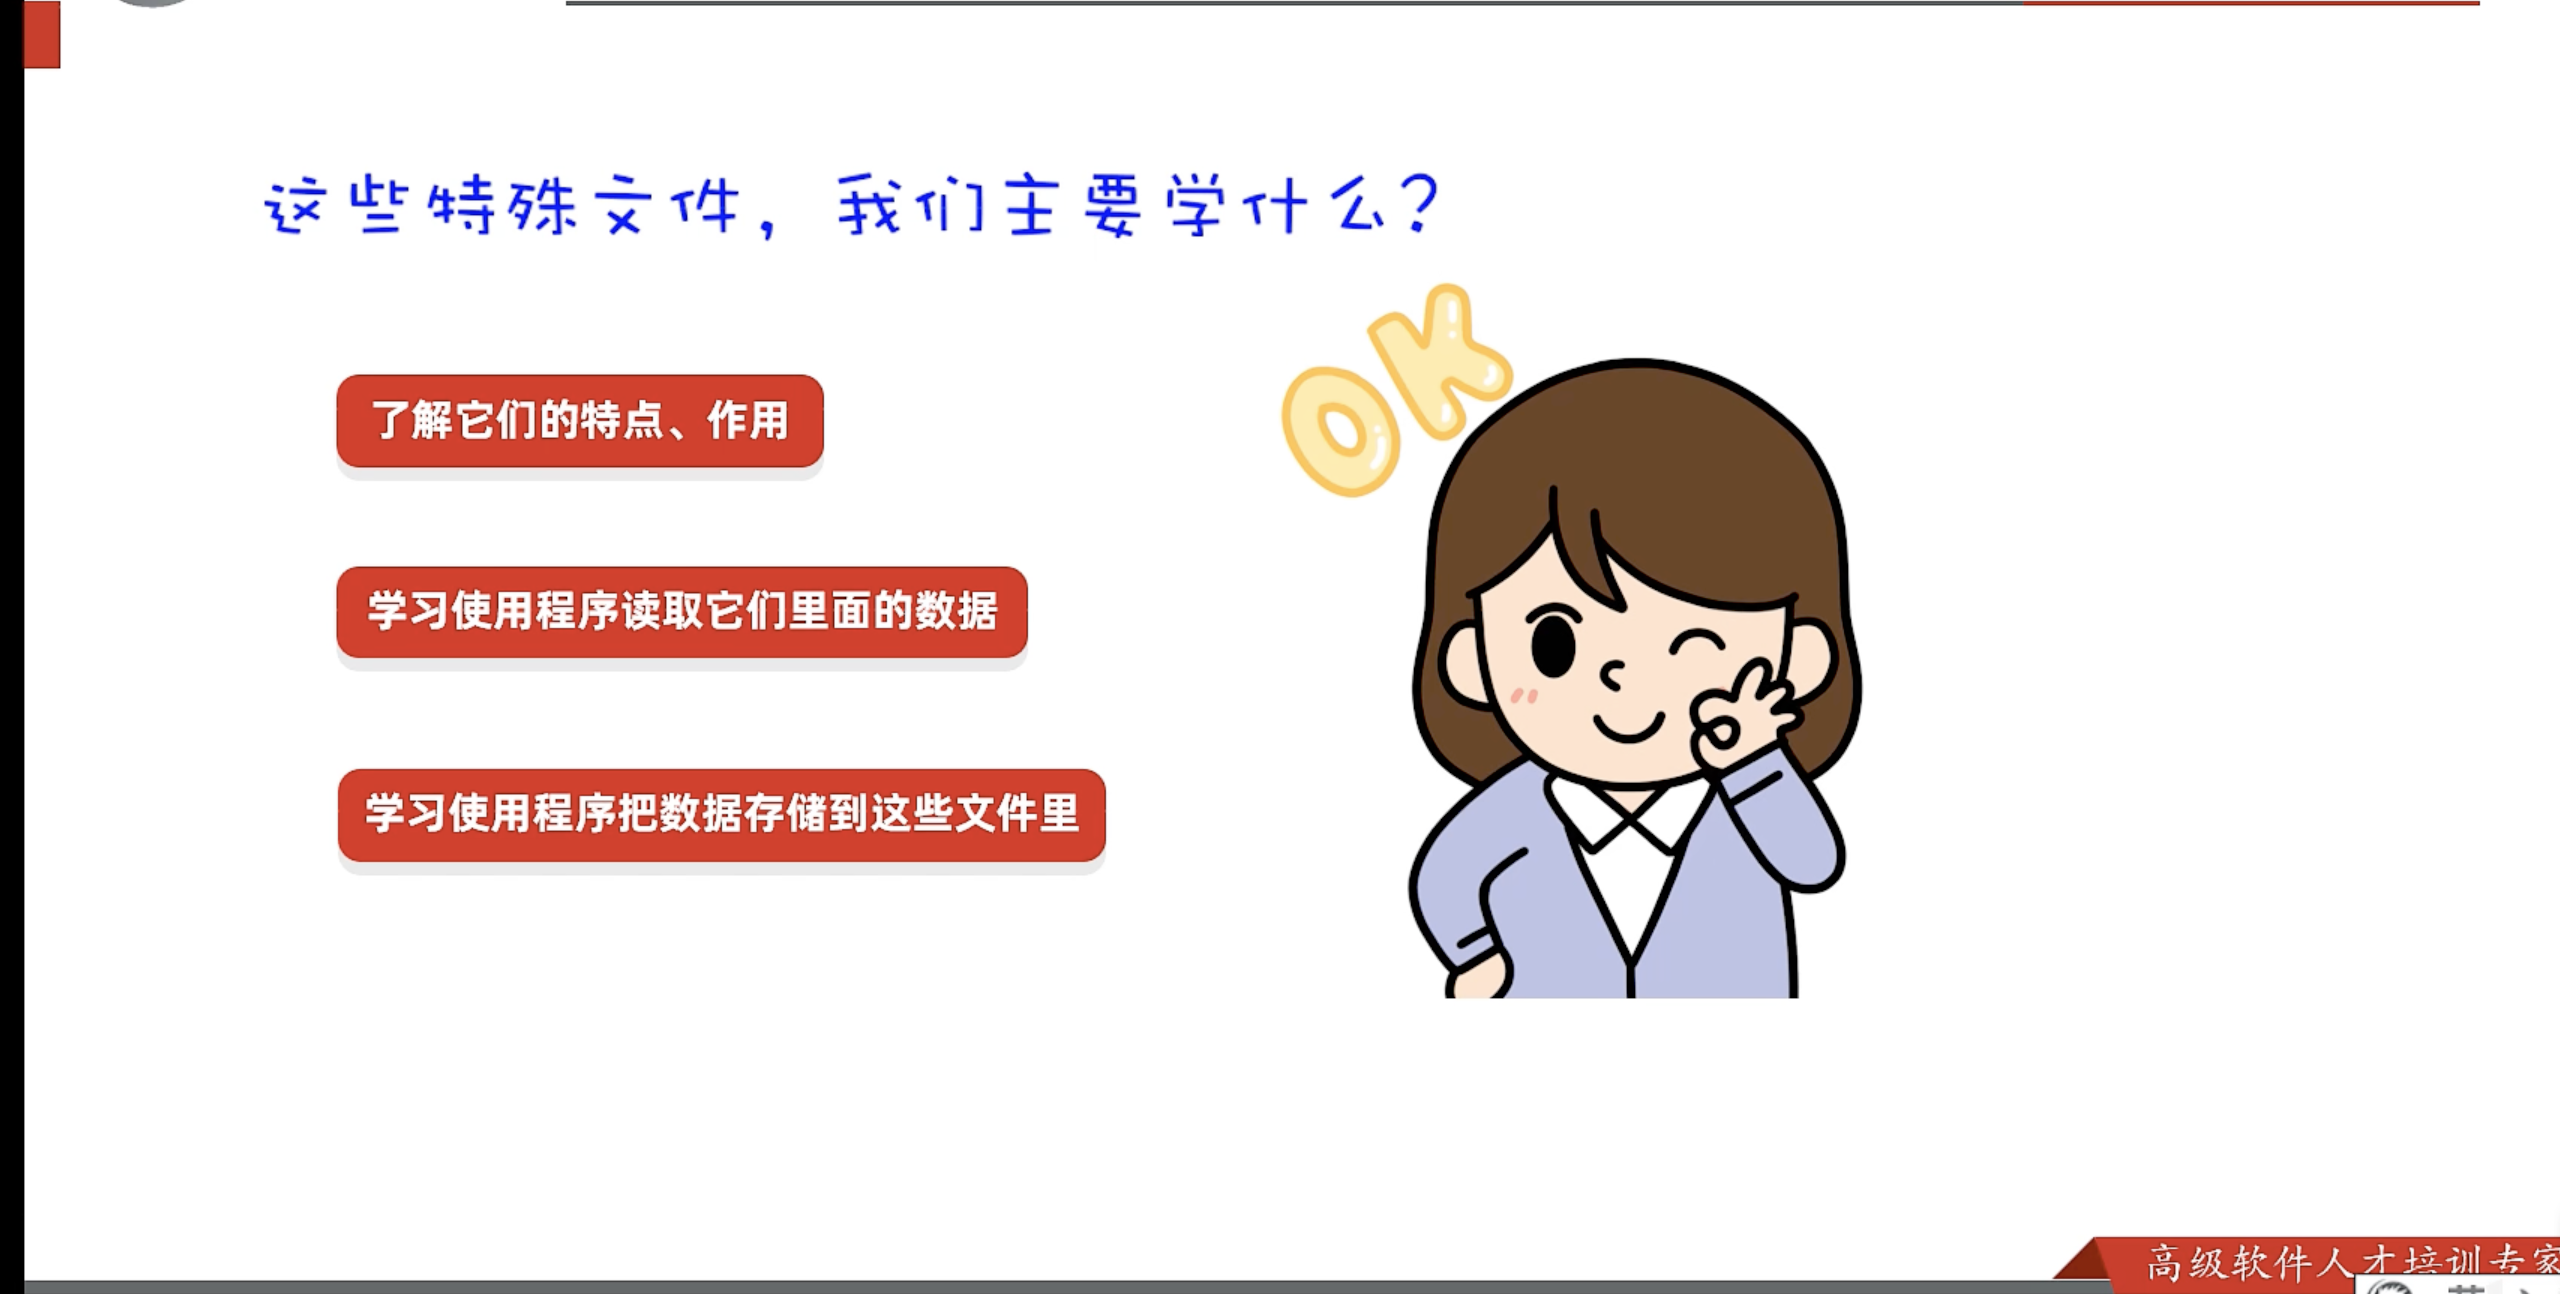 这些特殊文件，我们主要学什么?
OK
了解它们的特点、作用
学习使用程序读取它们里面的数据
学习使用程序把数据存储到这些文件里
高级软件人才培训专家